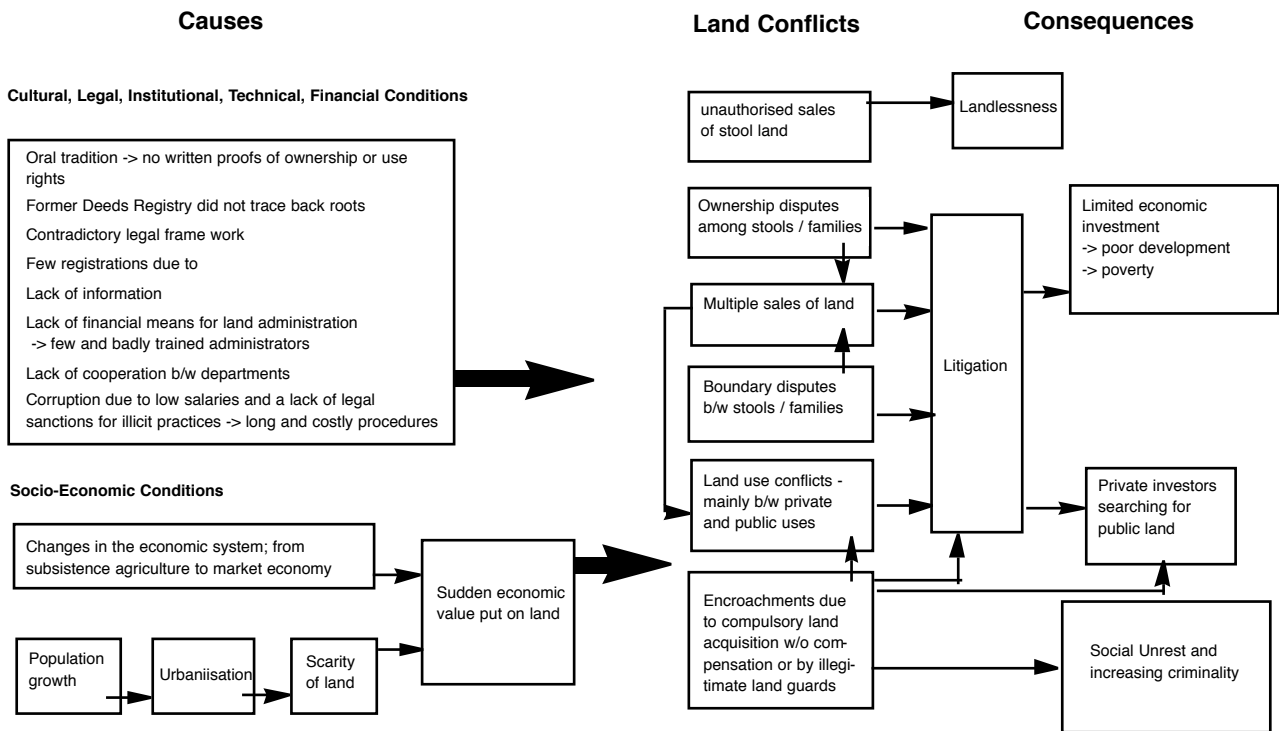 Causes
Land Conflicts
Consequences
Cultural, Legal, Institutional, Technical, Financial Conditions
Oral tradition -> no written proofs of ownership or use
rights
Former Deeds Registry did not trace back roots
Contradictory legal frame work
Few registrations due to
Lack of information
Lack of financial means for land administration
-> few and badly trained administrators
Lack of cooperation b/w departments
Corruption due to low salaries and a lack of legal
sanctions for illicit practices -> long and costly procedures
Socio-Economic Conditions
Changes in the economic system; from
subsistence agriculture to market economy
Population
growth
Urbaniisation
Scarity
of land
Sudden economic
value put on land
unauthorised sales
of stool land
Ownership disputes
among stools / families
Multiple sales of land
Boundary disputes
b/w stools / families
Land use conflicts -
mainly b/w private
and public uses
Encroachments due
to compulsory land
acquisition w/o com-
pensation or by illegi-
timate land guards
Landlessness
Litigation
Limited economic
investment
-> poor development
-> poverty
Private investors
searching for
public land
Social Unrest and
increasing criminality